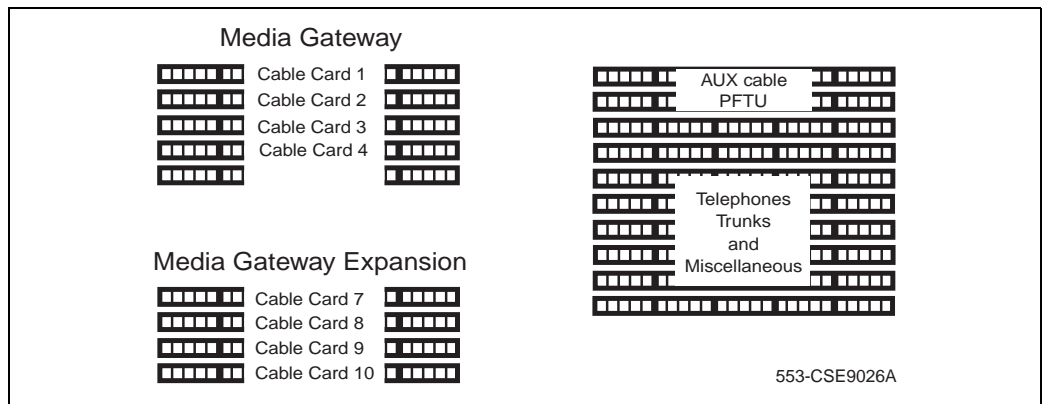 Media Gateway
Cable Card 1
Cable Card 2
Cable Card 3
Cable Card 4
Media Gateway Expansion
Cable Card 7
Cable Card 8
Cable Card 9
Cable Card 10
AUX cable
PFTU
Telephones
Trunks
and
Miscellaneous
553-CSE9026A